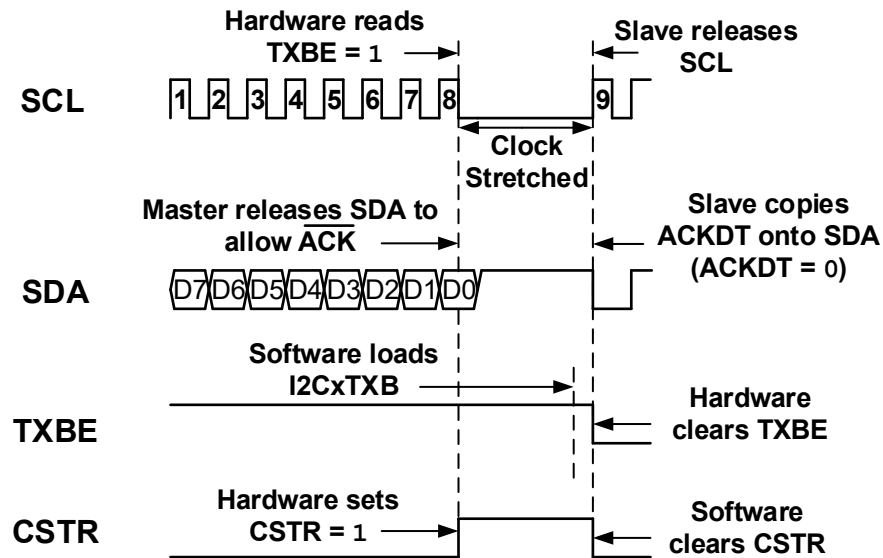 Hardware reads
TXBE = 1
Slave releases
SCL
SCL
1 2 3 4 5 6 7 8 9
Clock
Stretched
Master releases SDA to
allow A̅C̅K̅
Slave copies
ACKDT onto SDA
(ACKDT = 0)
SDA
D7 D6 D5 D4 D3 D2 D1 D0
Software loads
I2CxTXB
TXBE
Hardware
clears TXBE
Hardware sets
CSTR = 1
CSTR
Software
clears CSTR